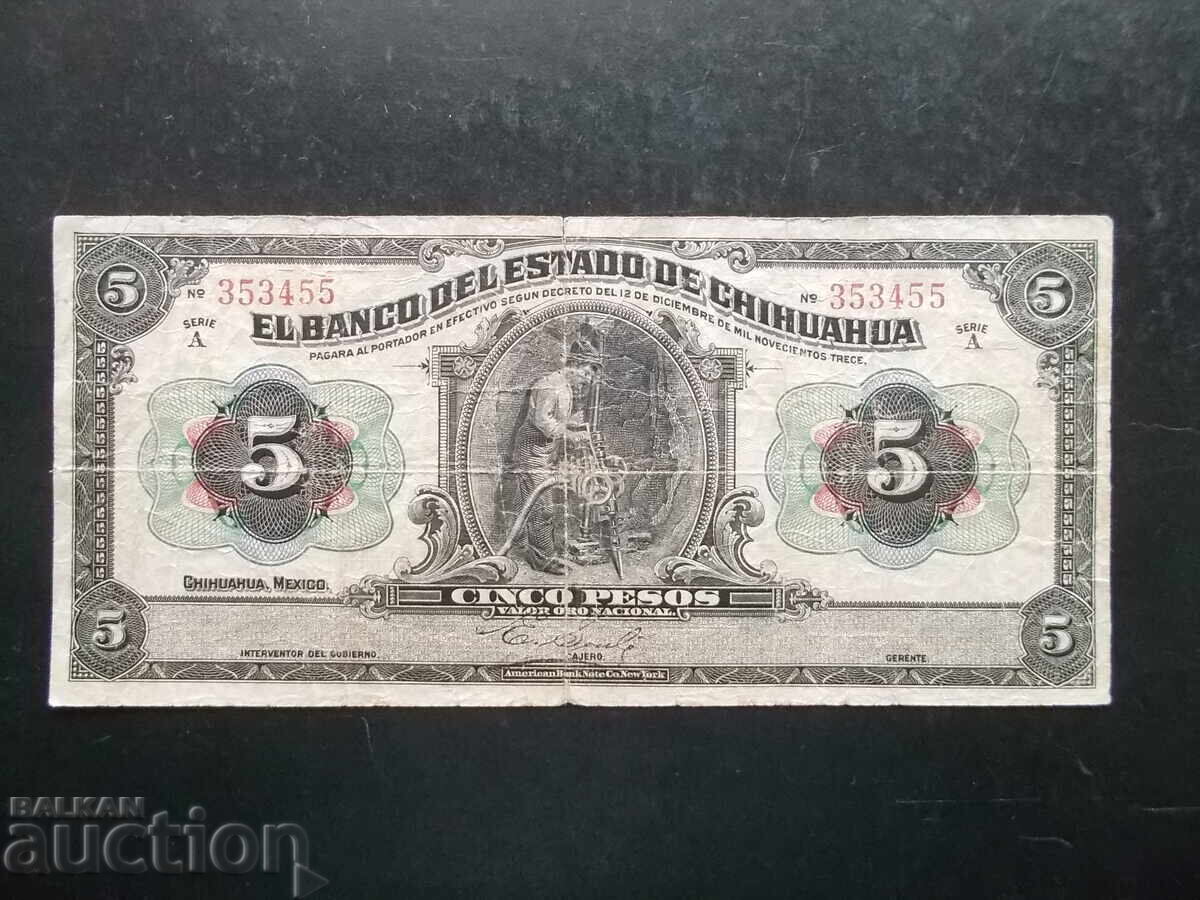 EL BANCO DEL ESTADO DE CHIHUAHUA
PAGARA AL PORTADOR EN EFECTIVO SEGUN DECRETO DEL 12 DE DICIEMBRE DE MIL NOVECIENTOS TRECE.
5
5
Nº 353455
Nº 353455
SERIE A
SERIE A
5
5
CHIHUAHUA, MEXICO.
CINCO PESOS
VALOR ORO NACIONAL.
5
5
INTERVENTOR DEL GOBIERNO.
CAJERO.
GERENTE.
American Bank Note Co. New York
BALKAN
auction